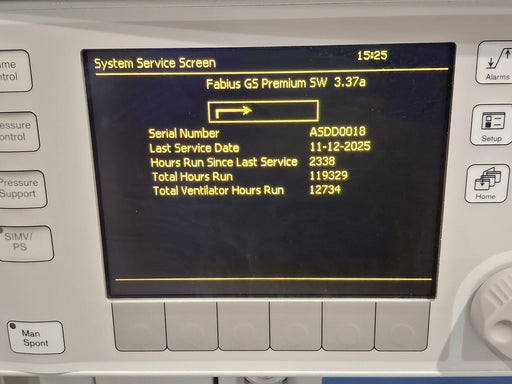 System Service Screen 15:25
Fabius GS Premium SW 3.37a
Serial Number ASDD0018
Last Service Date 11-12-2025
Hours Run Since Last Service 2338
Total Hours Run 119329
Total Ventilator Hours Run 12734
Pressure
Support
SIMV/
PS
Man
Spont
Alarms
Setup
Home